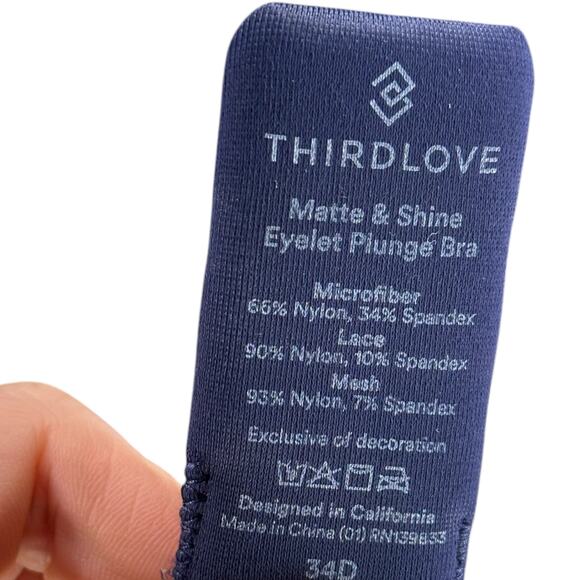 THIRDLOVE
Matte & Shine
Eyelet Plunge Bra
Microfiber
66% Nylon, 34% Spandex
Lace
90% Nylon, 10% Spandex
Mesh
93% Nylon, 7% Spandex
Exclusive of decoration
Designed in California
Made in China (01) RN139833
34D